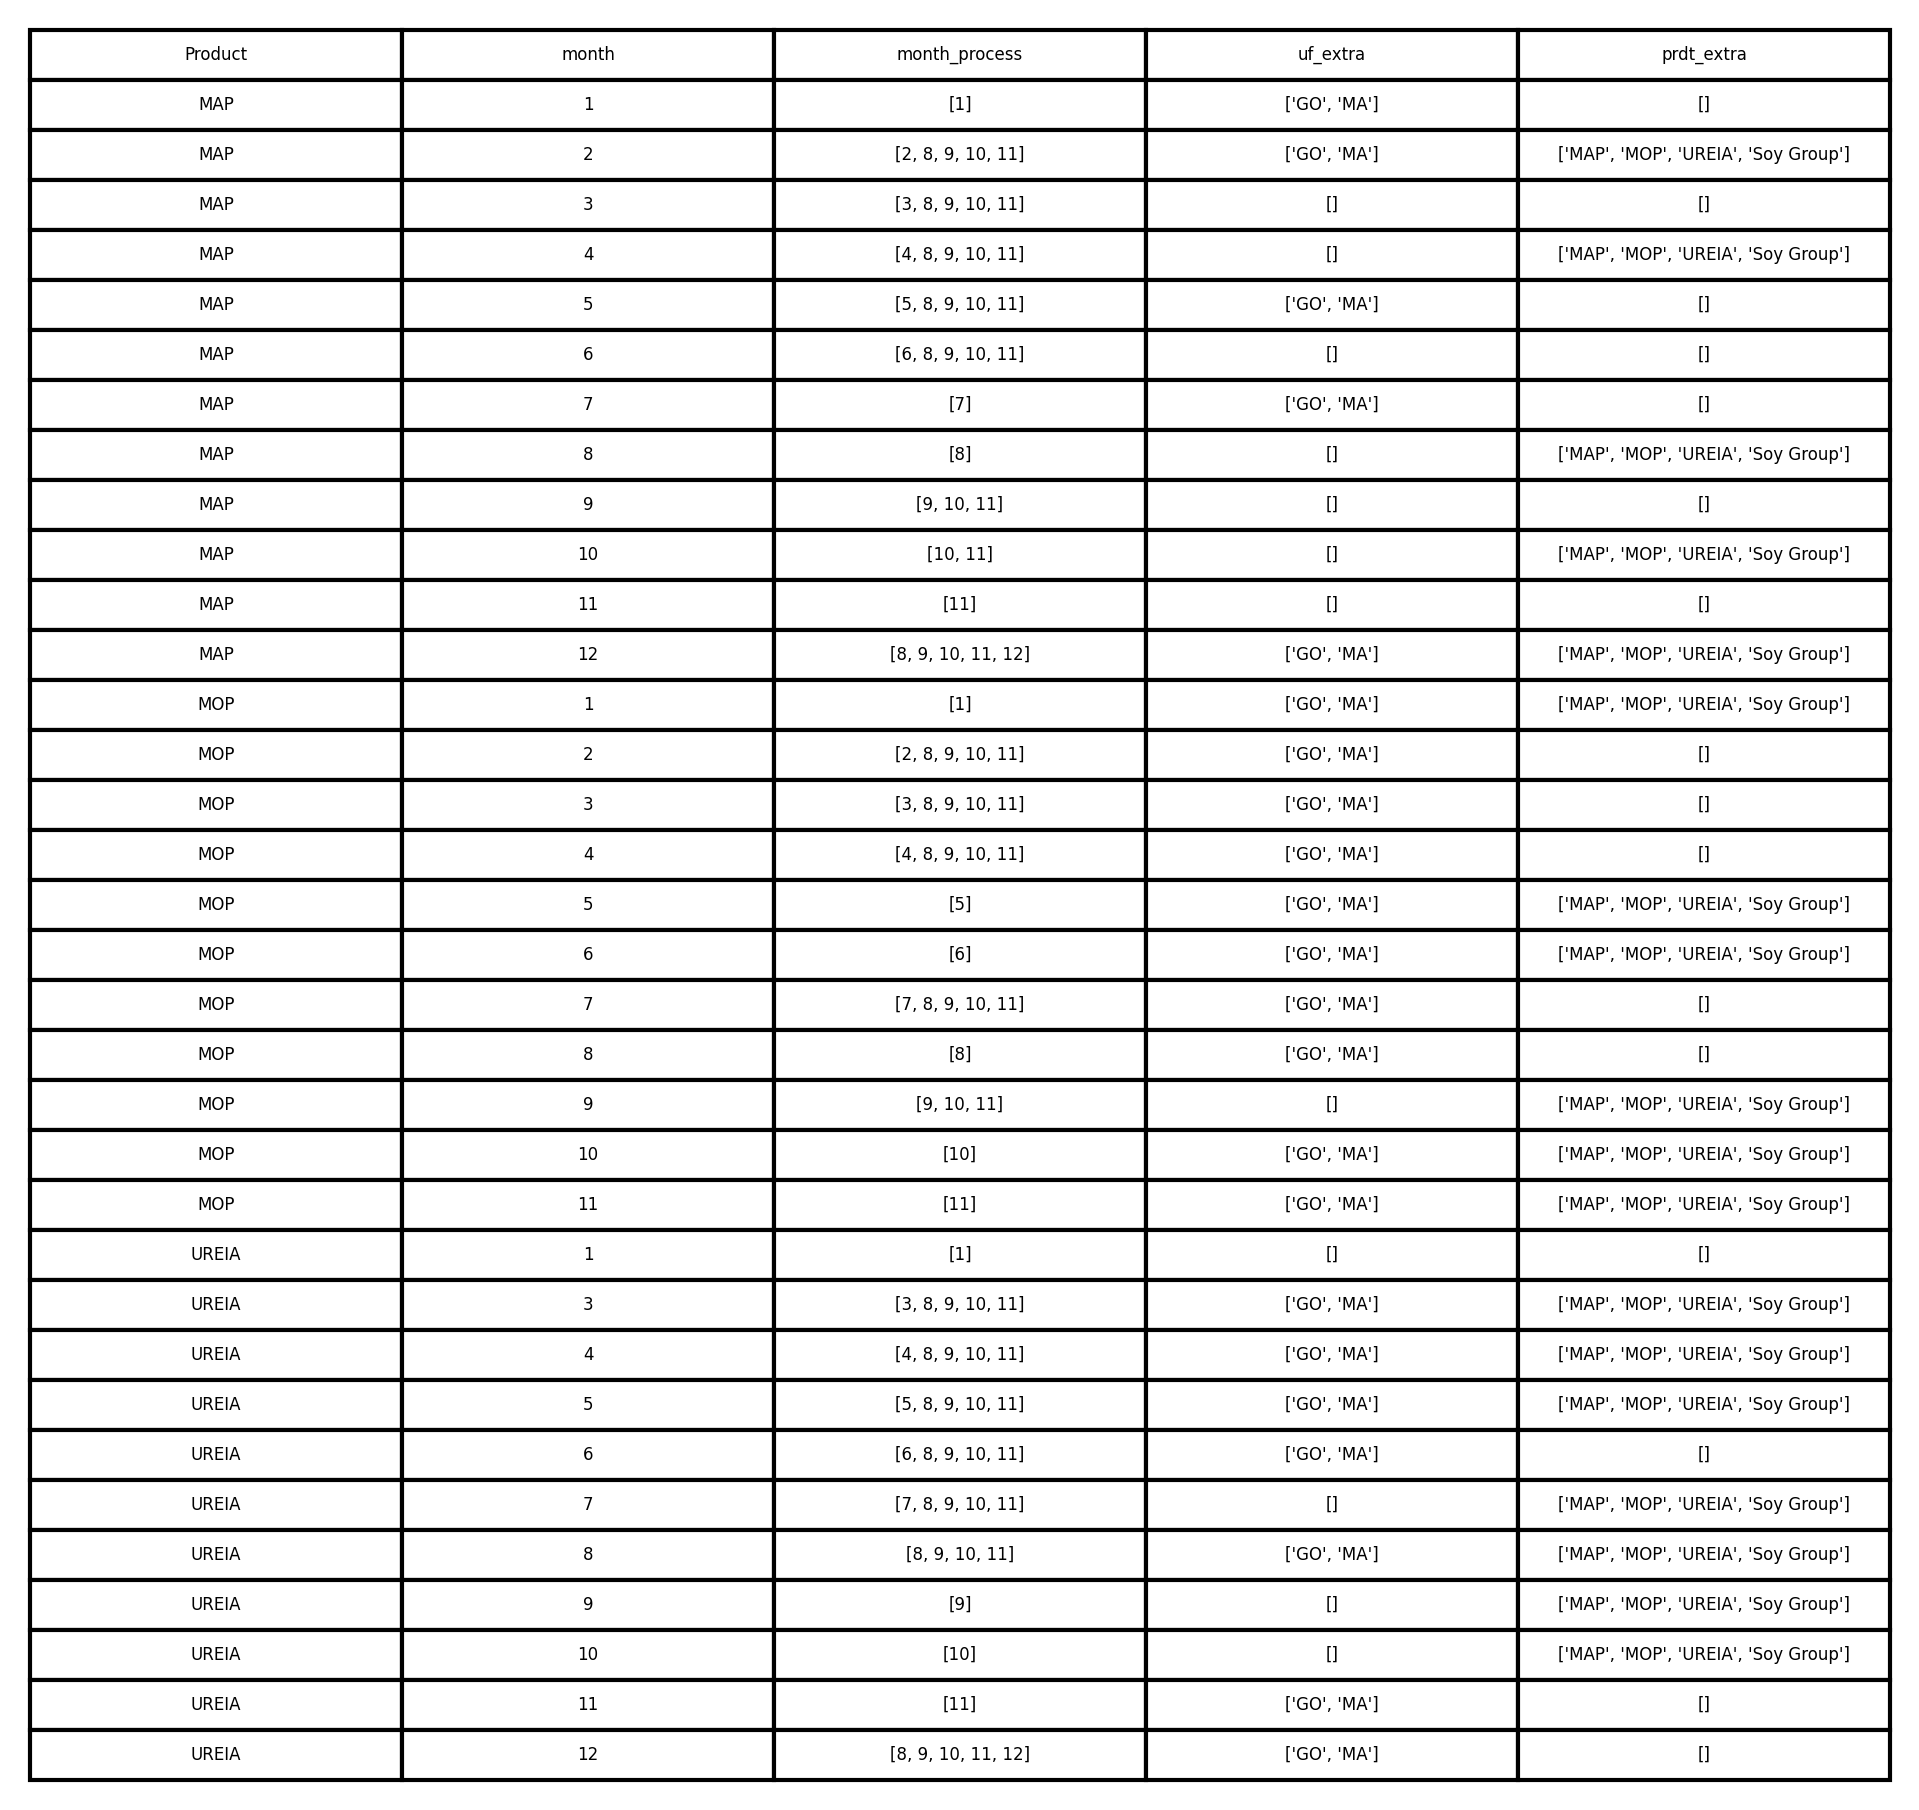 Product month month_process uf_extra prdt_extra
MAP 1 [1] ['GO', 'MA'] []
MAP 2 [2, 8, 9, 10, 11] ['GO', 'MA'] ['MAP', 'MOP', 'UREIA', 'Soy Group']
MAP 3 [3, 8, 9, 10, 11] [] []
MAP 4 [4, 8, 9, 10, 11] [] ['MAP', 'MOP', 'UREIA', 'Soy Group']
MAP 5 [5, 8, 9, 10, 11] ['GO', 'MA'] []
MAP 6 [6, 8, 9, 10, 11] [] []
MAP 7 [7] ['GO', 'MA'] []
MAP 8 [8] [] ['MAP', 'MOP', 'UREIA', 'Soy Group']
MAP 9 [9, 10, 11] [] []
MAP 10 [10, 11] [] ['MAP', 'MOP', 'UREIA', 'Soy Group']
MAP 11 [11] [] []
MAP 12 [8, 9, 10, 11, 12] ['GO', 'MA'] ['MAP', 'MOP', 'UREIA', 'Soy Group']
MOP 1 [1] ['GO', 'MA'] ['MAP', 'MOP', 'UREIA', 'Soy Group']
MOP 2 [2, 8, 9, 10, 11] ['GO', 'MA'] []
MOP 3 [3, 8, 9, 10, 11] ['GO', 'MA'] []
MOP 4 [4, 8, 9, 10, 11] ['GO', 'MA'] []
MOP 5 [5] ['GO', 'MA'] ['MAP', 'MOP', 'UREIA', 'Soy Group']
MOP 6 [6] ['GO', 'MA'] ['MAP', 'MOP', 'UREIA', 'Soy Group']
MOP 7 [7, 8, 9, 10, 11] ['GO', 'MA'] []
MOP 8 [8] ['GO', 'MA'] []
MOP 9 [9, 10, 11] [] ['MAP', 'MOP', 'UREIA', 'Soy Group']
MOP 10 [10] ['GO', 'MA'] ['MAP', 'MOP', 'UREIA', 'Soy Group']
MOP 11 [11] ['GO', 'MA'] ['MAP', 'MOP', 'UREIA', 'Soy Group']
UREIA 1 [1] [] []
UREIA 3 [3, 8, 9, 10, 11] ['GO', 'MA'] ['MAP', 'MOP', 'UREIA', 'Soy Group']
UREIA 4 [4, 8, 9, 10, 11] ['GO', 'MA'] ['MAP', 'MOP', 'UREIA', 'Soy Group']
UREIA 5 [5, 8, 9, 10, 11] ['GO', 'MA'] ['MAP', 'MOP', 'UREIA', 'Soy Group']
UREIA 6 [6, 8, 9, 10, 11] ['GO', 'MA'] []
UREIA 7 [7, 8, 9, 10, 11] [] ['MAP', 'MOP', 'UREIA', 'Soy Group']
UREIA 8 [8, 9, 10, 11] ['GO', 'MA'] ['MAP', 'MOP', 'UREIA', 'Soy Group']
UREIA 9 [9] [] ['MAP', 'MOP', 'UREIA', 'Soy Group']
UREIA 10 [10] [] ['MAP', 'MOP', 'UREIA', 'Soy Group']
UREIA 11 [11] ['GO', 'MA'] []
UREIA 12 [8, 9, 10, 11, 12] ['GO', 'MA'] []